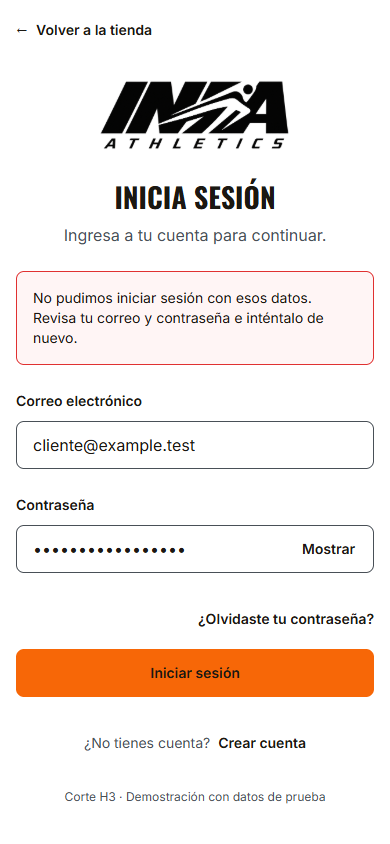 ← Volver a la tienda
INZA
ATHLETICS
INICIA SESIÓN
Ingresa a tu cuenta para continuar.
No pudimos iniciar sesión con esos datos.
Revisa tu correo y contraseña e inténtalo de
nuevo.
Correo electrónico
cliente@example.test
Contraseña
•••••••••••••••••
Mostrar
¿Olvidaste tu contraseña?
Iniciar sesión
¿No tienes cuenta? Crear cuenta
Corte H3 · Demostración con datos de prueba